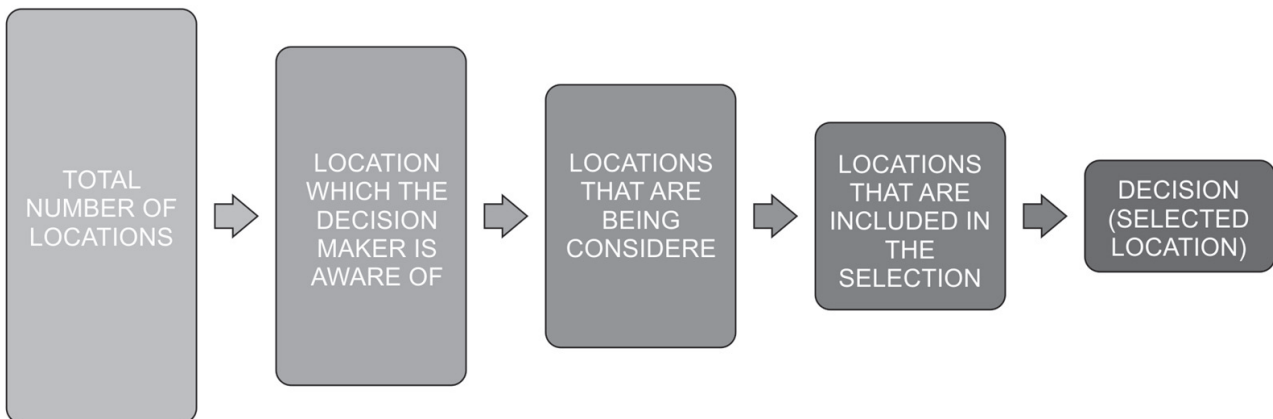 TOTAL
NUMBER OF
LOCATIONS
LOCATION
WHICH THE
DECISION
MAKER IS
AWARE OF
LOCATIONS
THAT ARE
BEING
CONSIDERE
LOCATIONS
THAT ARE
INCLUDED IN
THE
SELECTION
DECISION
(SELECTED
LOCATION)